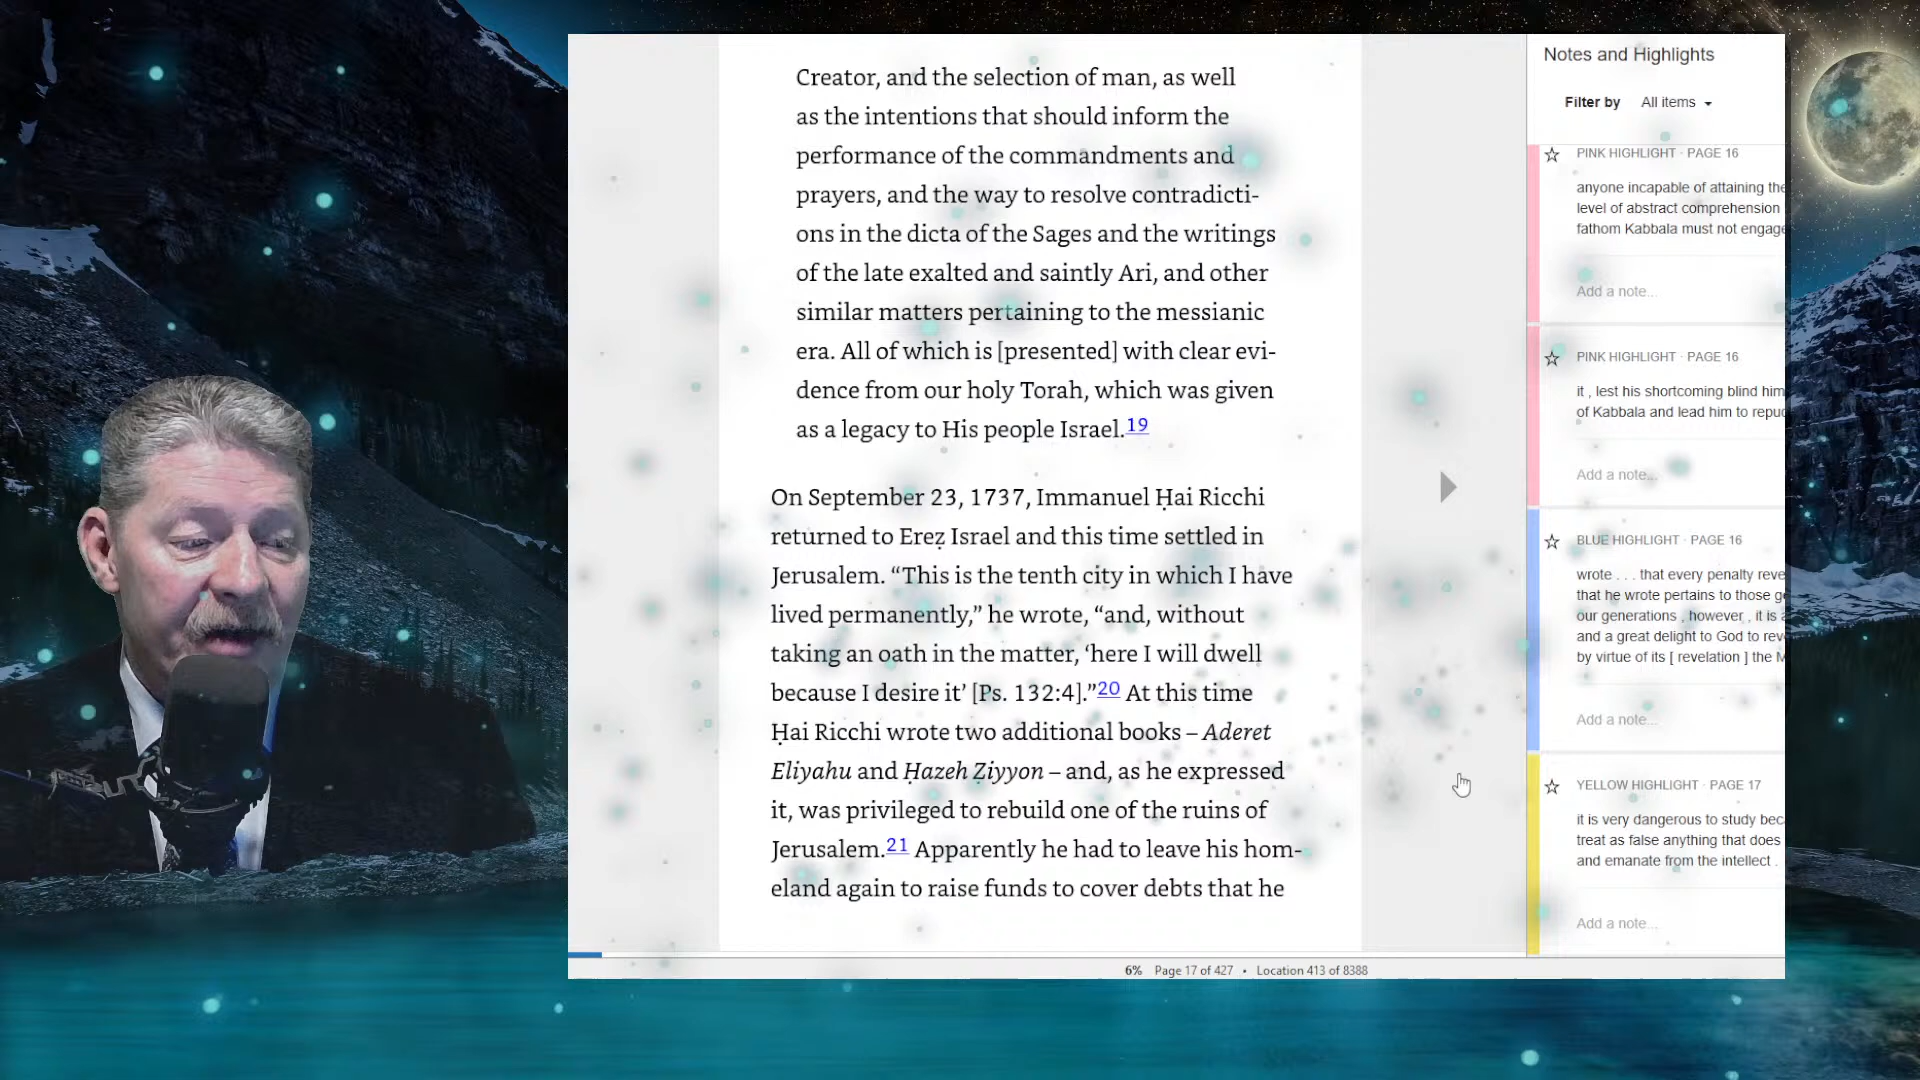 Creator, and the selection of man, as well
as the intentions that should inform the
performance of the commandments and
prayers, and the way to resolve contradicti-
ons in the dicta of the Sages and the writings
of the late exalted and saintly Ari, and other
similar matters pertaining to the messianic
era. All of which is [presented] with clear evi-
dence from our holy Torah, which was given
as a legacy to His people Israel.19
On September 23, 1737, Immanuel Ḥai Ricchi
returned to Ereẓ Israel and this time settled in
Jerusalem. “This is the tenth city in which I have
lived permanently,” he wrote, “and, without
taking an oath in the matter, ‘here I will dwell
because I desire it’ [Ps. 132:4].”20 At this time
Ḥai Ricchi wrote two additional books – Aderet
Eliyahu and Ḥazeh Ziyyon – and, as he expressed
it, was privileged to rebuild one of the ruins of
Jerusalem.21 Apparently he had to leave his hom-
eland again to raise funds to cover debts that he
6% Page 17 of 427 • Location 413 of 8388
Notes and Highlights
Filter by All items
PINK HIGHLIGHT · PAGE 16
anyone incapable of attaining the
level of abstract comprehension
fathom Kabbala must not engage
Add a note...
PINK HIGHLIGHT · PAGE 16
it , lest his shortcoming blind him
of Kabbala and lead him to repu
Add a note...
BLUE HIGHLIGHT · PAGE 16
wrote . . . that every penalty reve
that he wrote pertains to those ge
our generations , however , it is a
and a great delight to God to rev
by virtue of its [ revelation ] the M
Add a note...
YELLOW HIGHLIGHT · PAGE 17
it is very dangerous to study bec
treat as false anything that does
and emanate from the intellect .
Add a note...